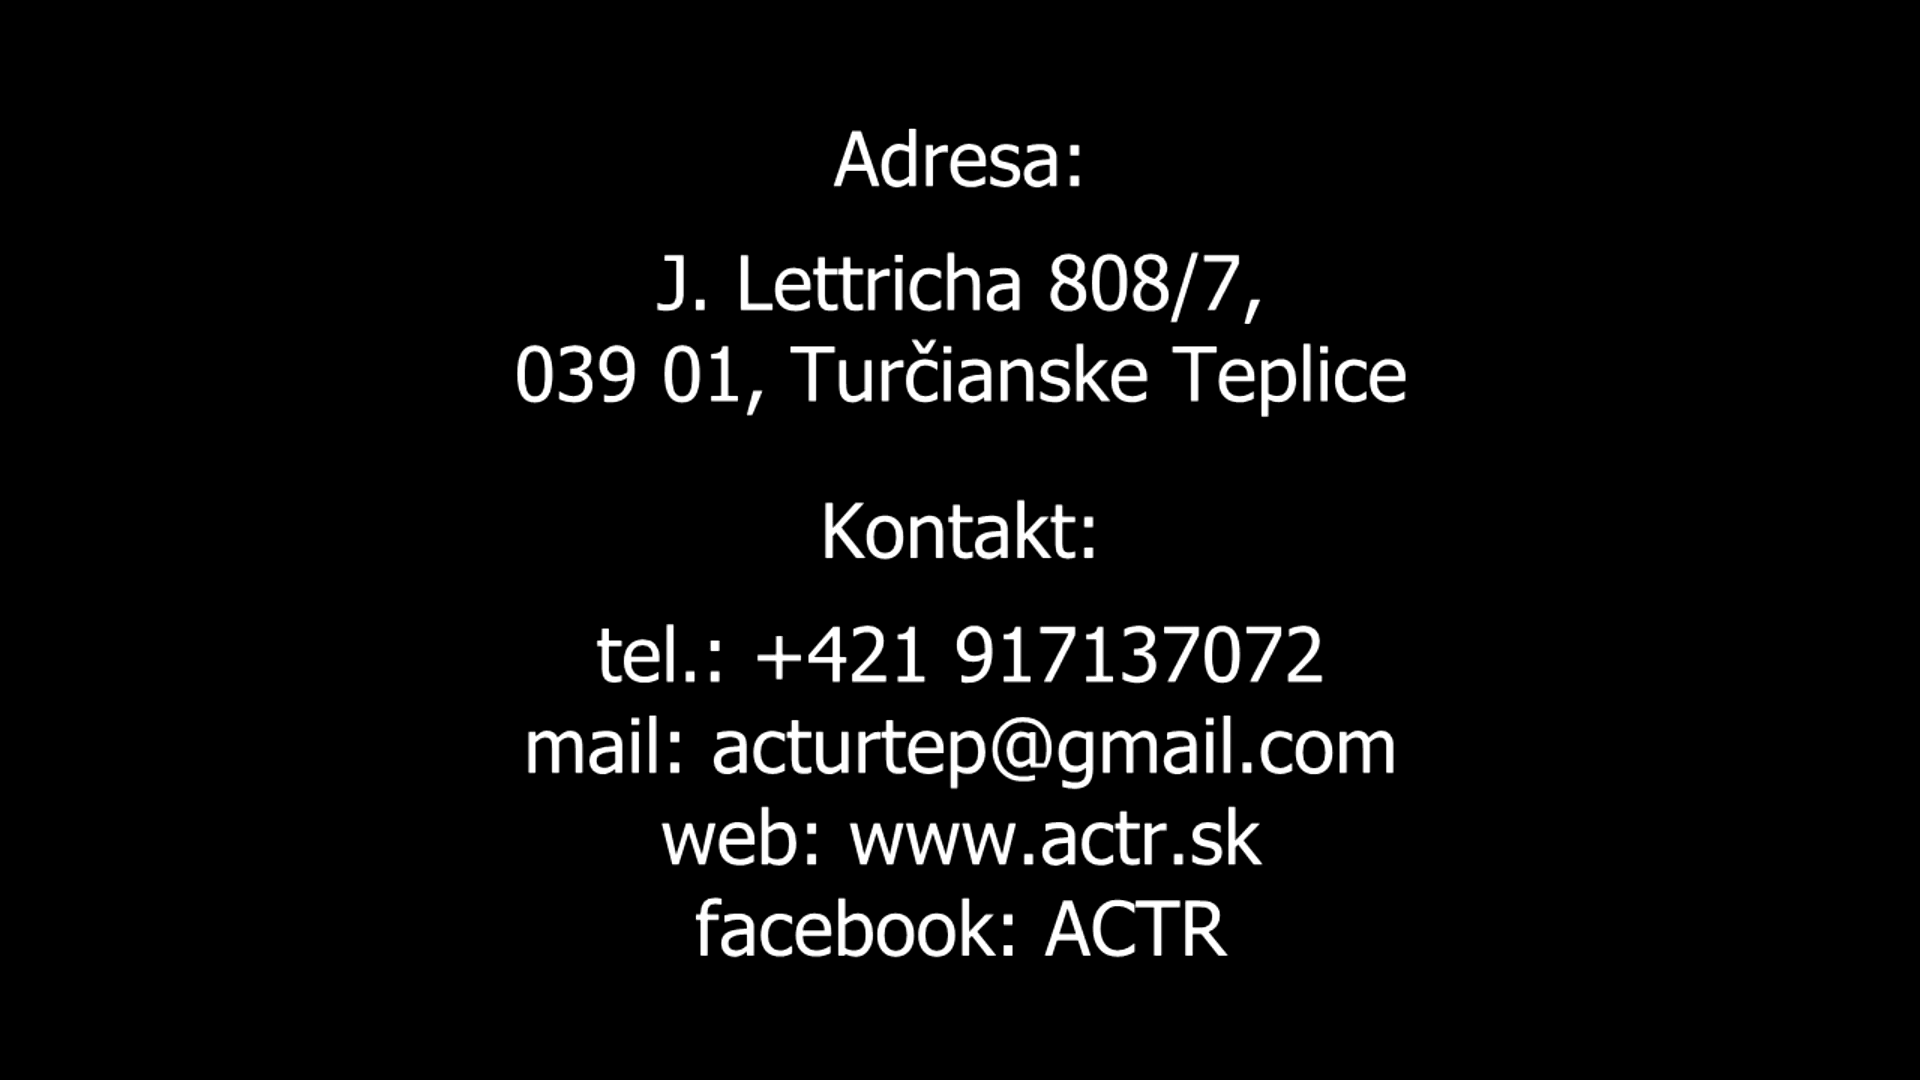 Adresa:
J. Lettricha 808/7,
039 01, Turčianske Teplice
Kontakt:
tel.: +421 917137072
mail: acturtep@gmail.com
web: www.actr.sk
facebook: ACTR